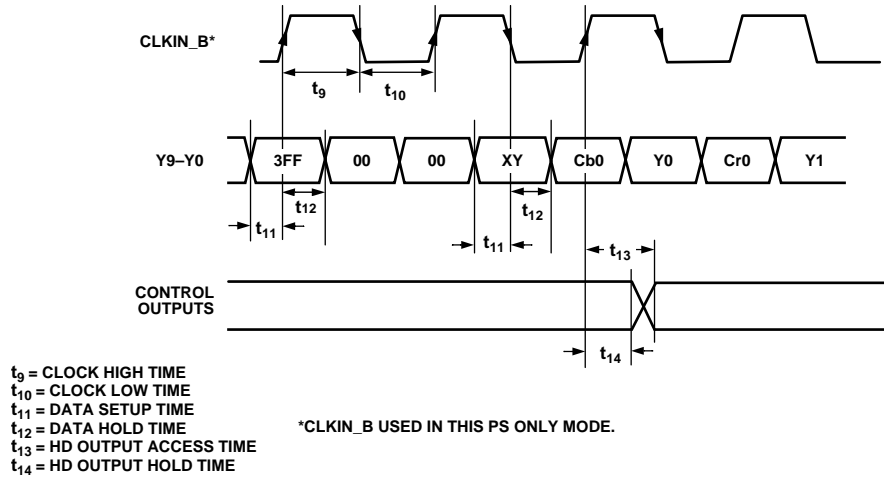 CLKIN_B*
t9
t10
Y9–Y0
3FF
00
00
XY
Cb0
Y0
Cr0
Y1
t12
t12
t11
t11
t13
CONTROL
OUTPUTS
t14
t9 = CLOCK HIGH TIME
t10 = CLOCK LOW TIME
t11 = DATA SETUP TIME
t12 = DATA HOLD TIME
t13 = HD OUTPUT ACCESS TIME
t14 = HD OUTPUT HOLD TIME
*CLKIN_B USED IN THIS PS ONLY MODE.